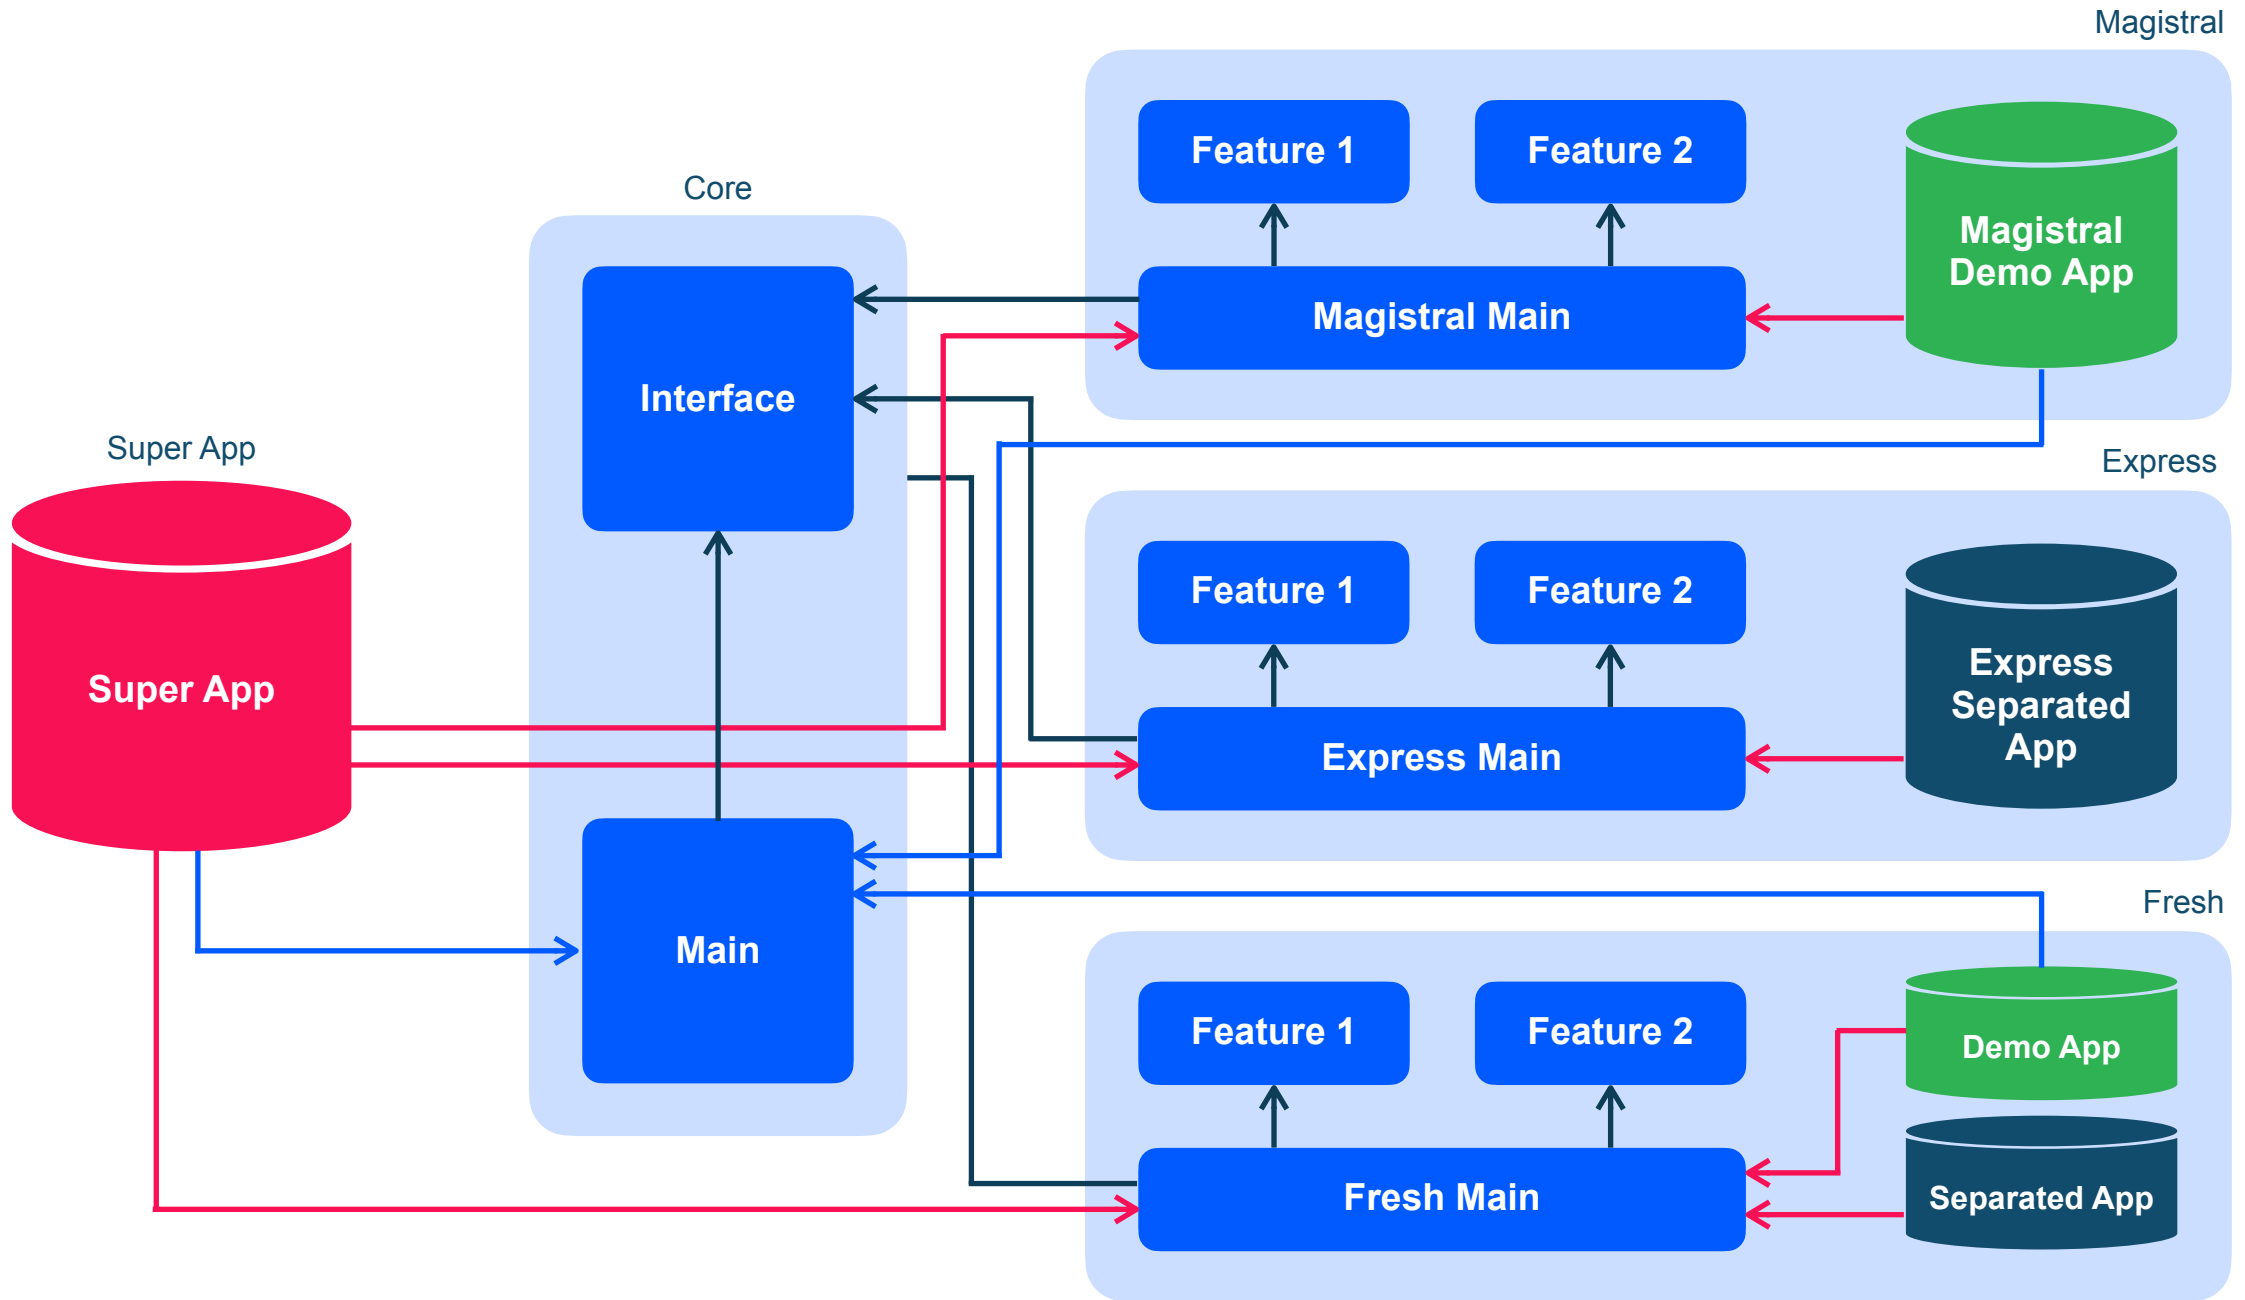 Magistral
Feature 1
Feature 2
Magistral
Demo App
Magistral Main
Core
Interface
Main
Super App
Super App
Express
Feature 1
Feature 2
Express
Separated
App
Express Main
Fresh
Feature 1
Feature 2
Demo App
Fresh Main
Separated App